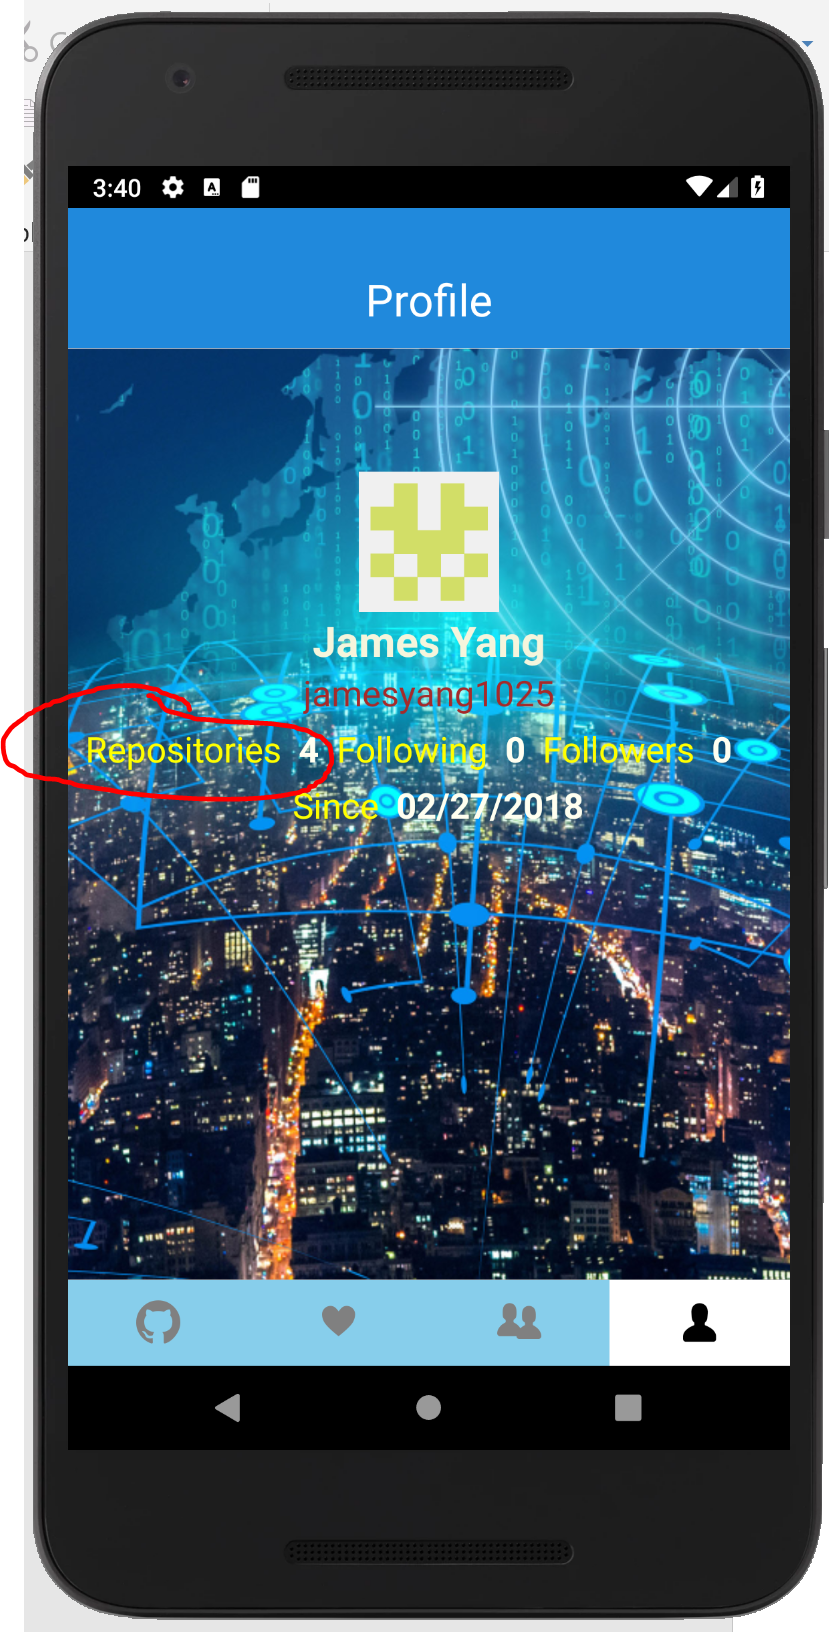 3:40
Profile
James Yang
jamesyang1025
Repositories 4 Following 0 Followers 0
Since 02/27/2018